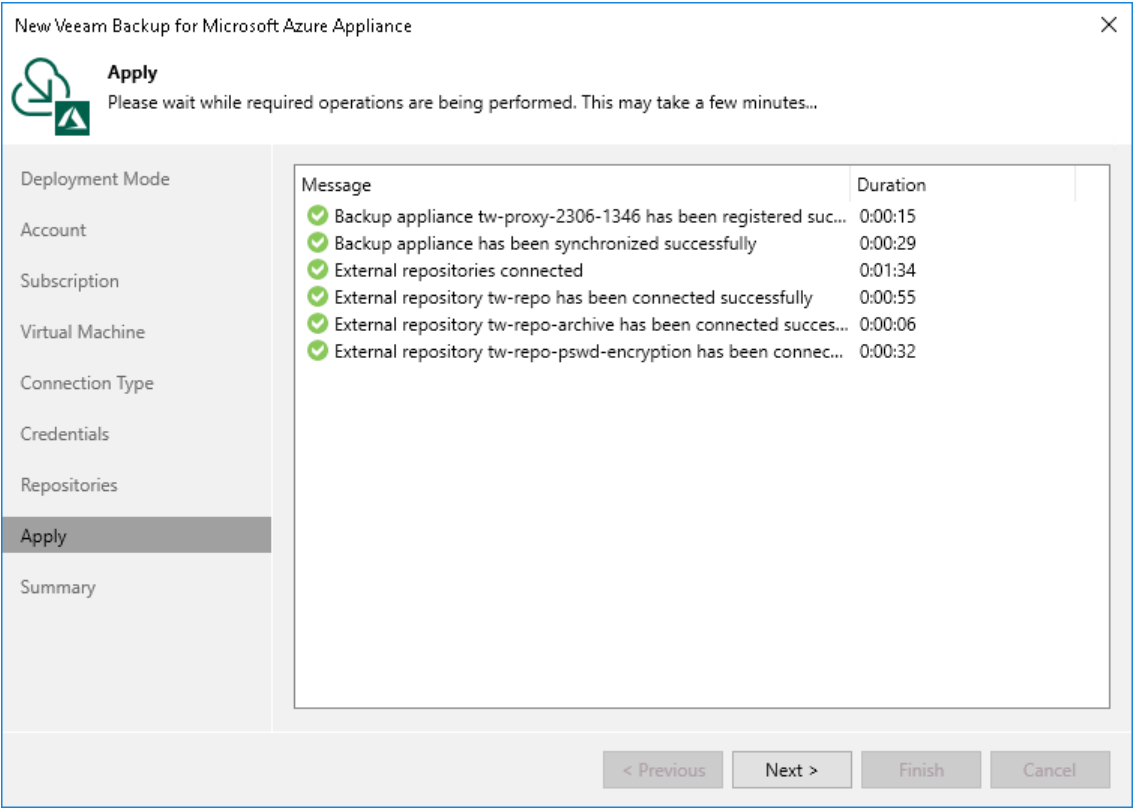 New Veeam Backup for Microsoft Azure Appliance
Apply
Please wait while required operations are being performed. This may take a few minutes...
Deployment Mode
Account
Subscription
Virtual Machine
Connection Type
Credentials
Repositories
Apply
Summary
Message Duration
Backup appliance tw-proxy-2306-1346 has been registered suc... 0:00:15
Backup appliance has been synchronized successfully 0:00:29
External repositories connected 0:01:34
External repository tw-repo has been connected successfully 0:00:55
External repository tw-repo-archive has been connected succes... 0:00:06
External repository tw-repo-pswd-encryption has been connec... 0:00:32
< Previous Next > Finish Cancel